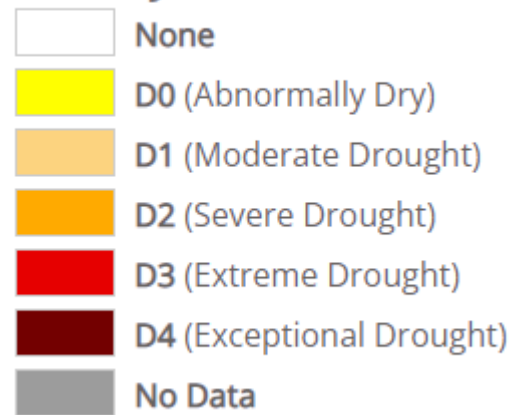 None
D0 (Abnormally Dry)
D1 (Moderate Drought)
D2 (Severe Drought)
D3 (Extreme Drought)
D4 (Exceptional Drought)
No Data